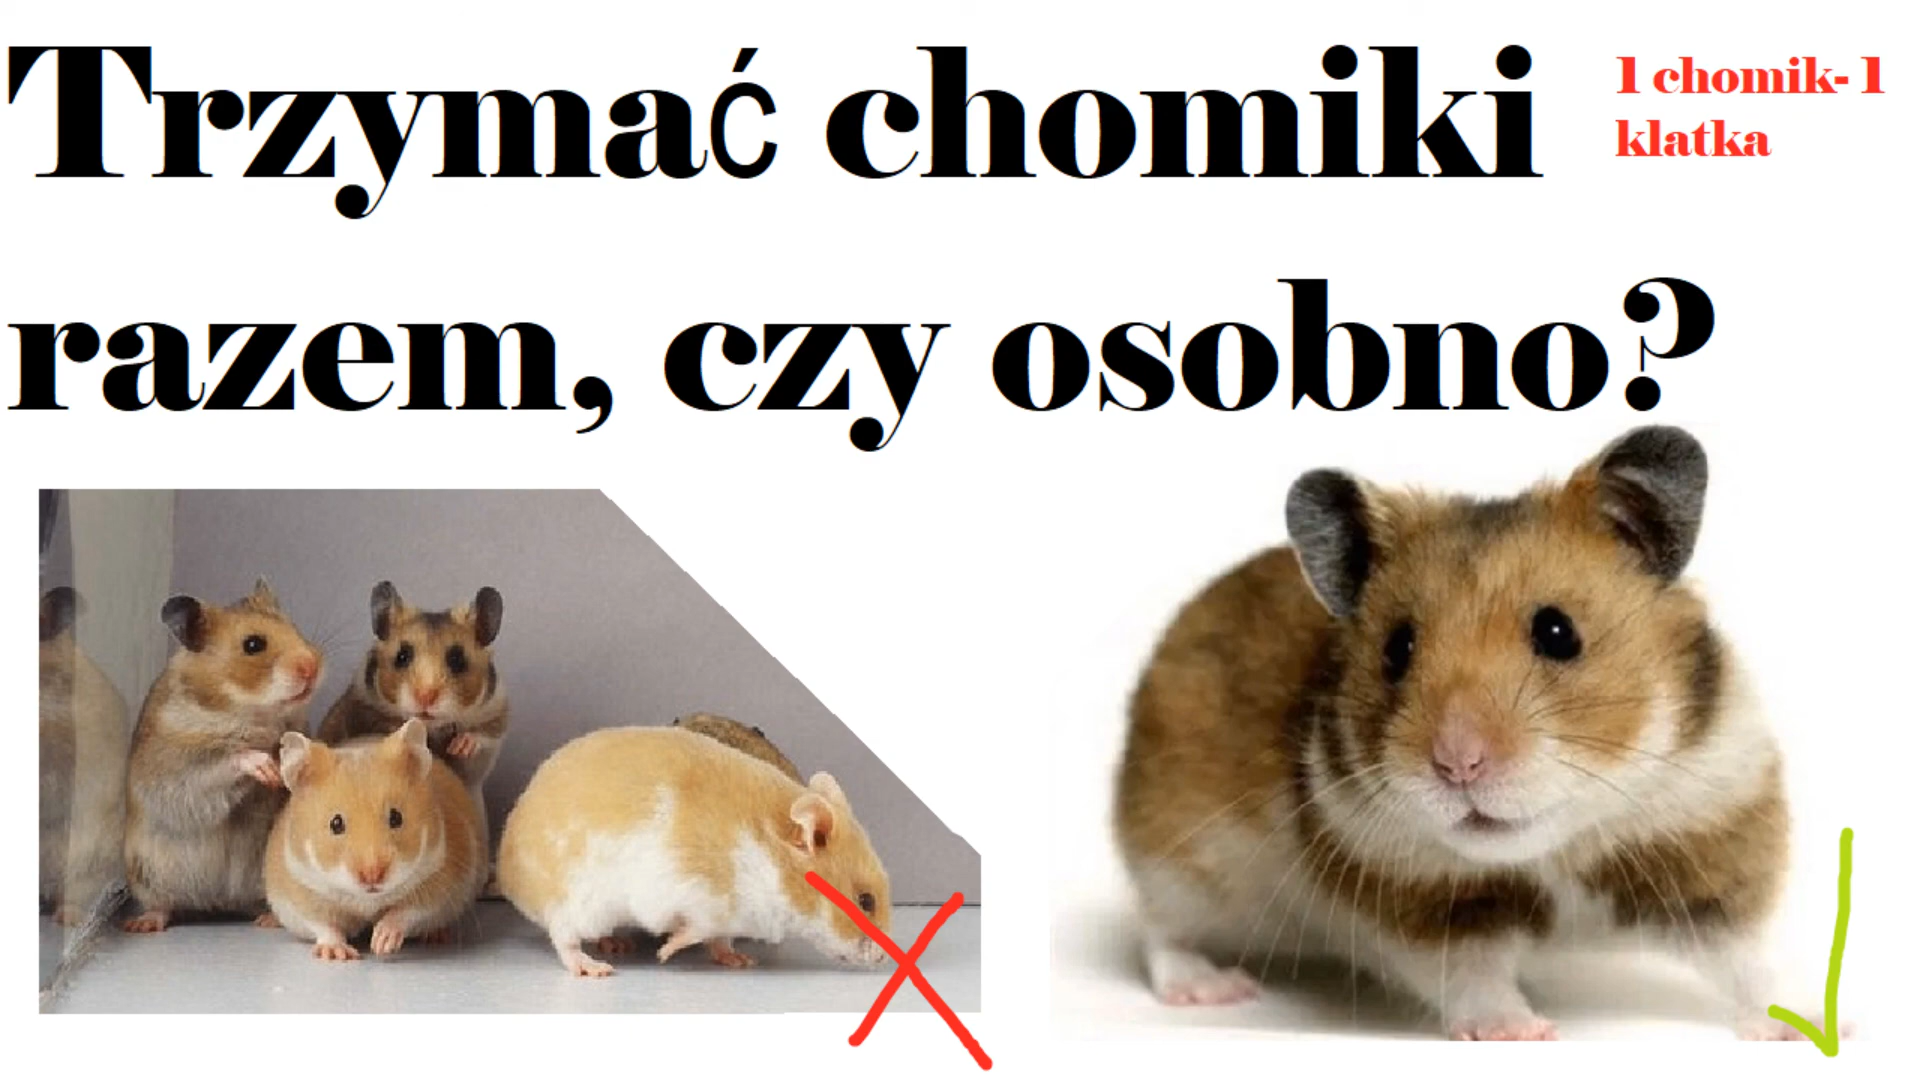 Trzymać chomiki
razem, czy osobno?
1 chomik- 1
klatka